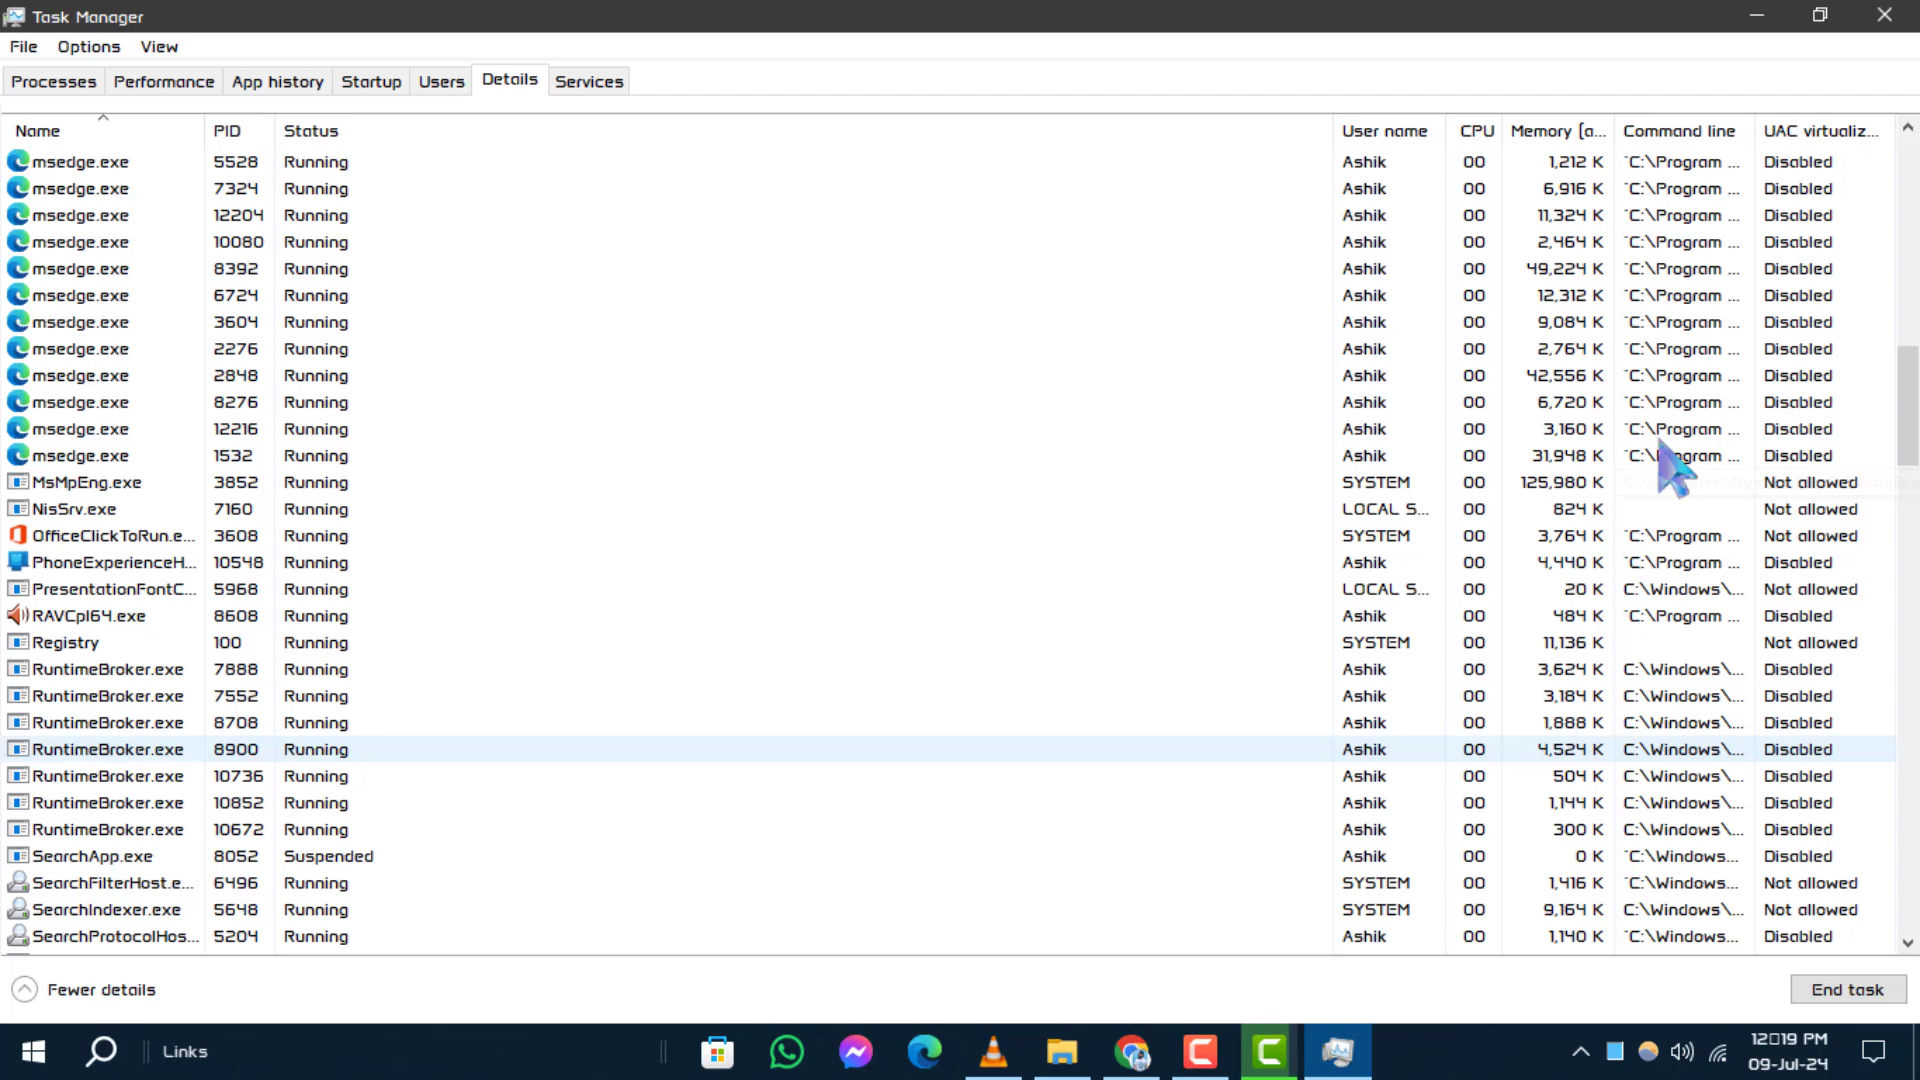 Task Manager
File Options View
Processes Performance App history Startup Users Details Services
Name PID Status User name CPU Memory (a... Command line UAC virtualiz...
msedge.exe 5528 Running Ashik 00 1,212 K "C:\Program ... Disabled
msedge.exe 7324 Running Ashik 00 6,916 K "C:\Program ... Disabled
msedge.exe 12204 Running Ashik 00 11,324 K "C:\Program ... Disabled
msedge.exe 10080 Running Ashik 00 2,464 K "C:\Program ... Disabled
msedge.exe 8392 Running Ashik 00 49,224 K "C:\Program ... Disabled
msedge.exe 6724 Running Ashik 00 12,312 K "C:\Program ... Disabled
msedge.exe 3604 Running Ashik 00 9,084 K "C:\Program ... Disabled
msedge.exe 2276 Running Ashik 00 2,764 K "C:\Program ... Disabled
msedge.exe 2848 Running Ashik 00 42,556 K "C:\Program ... Disabled
msedge.exe 8276 Running Ashik 00 6,720 K "C:\Program ... Disabled
msedge.exe 12216 Running Ashik 00 3,160 K "C:\Program ... Disabled
msedge.exe 1532 Running Ashik 00 31,948 K "C:\Program ... Disabled
MsMpEng.exe 3852 Running SYSTEM 00 125,980 K Not allowed
NisSrv.exe 7160 Running LOCAL S... 00 824 K Not allowed
OfficeClickToRun.e... 3608 Running SYSTEM 00 3,764 K "C:\Program ... Not allowed
PhoneExperienceH... 10548 Running Ashik 00 4,440 K "C:\Program ... Disabled
PresentationFontC... 5968 Running LOCAL S... 00 20 K C:\Windows\... Not allowed
RAVCpl64.exe 8608 Running Ashik 00 484 K "C:\Program ... Disabled
Registry 100 Running SYSTEM 00 11,136 K Not allowed
RuntimeBroker.exe 7888 Running Ashik 00 3,624 K C:\Windows\... Disabled
RuntimeBroker.exe 7552 Running Ashik 00 3,184 K C:\Windows\... Disabled
RuntimeBroker.exe 8708 Running Ashik 00 1,888 K C:\Windows\... Disabled
RuntimeBroker.exe 8900 Running Ashik 00 4,524 K C:\Windows\... Disabled
RuntimeBroker.exe 10736 Running Ashik 00 504 K C:\Windows\... Disabled
RuntimeBroker.exe 10852 Running Ashik 00 1,144 K C:\Windows\... Disabled
RuntimeBroker.exe 10672 Running Ashik 00 300 K C:\Windows\... Disabled
SearchApp.exe 8052 Suspended Ashik 00 0 K "C:\Windows... Disabled
SearchFilterHost.e... 6496 Running SYSTEM 00 1,416 K "C:\Windows... Not allowed
SearchIndexer.exe 5648 Running SYSTEM 00 9,164 K C:\Windows\... Not allowed
SearchProtocolHos... 5204 Running Ashik 00 1,140 K "C:\Windows... Disabled
Fewer details End task
Links
12▯19 PM
09-Jul-24